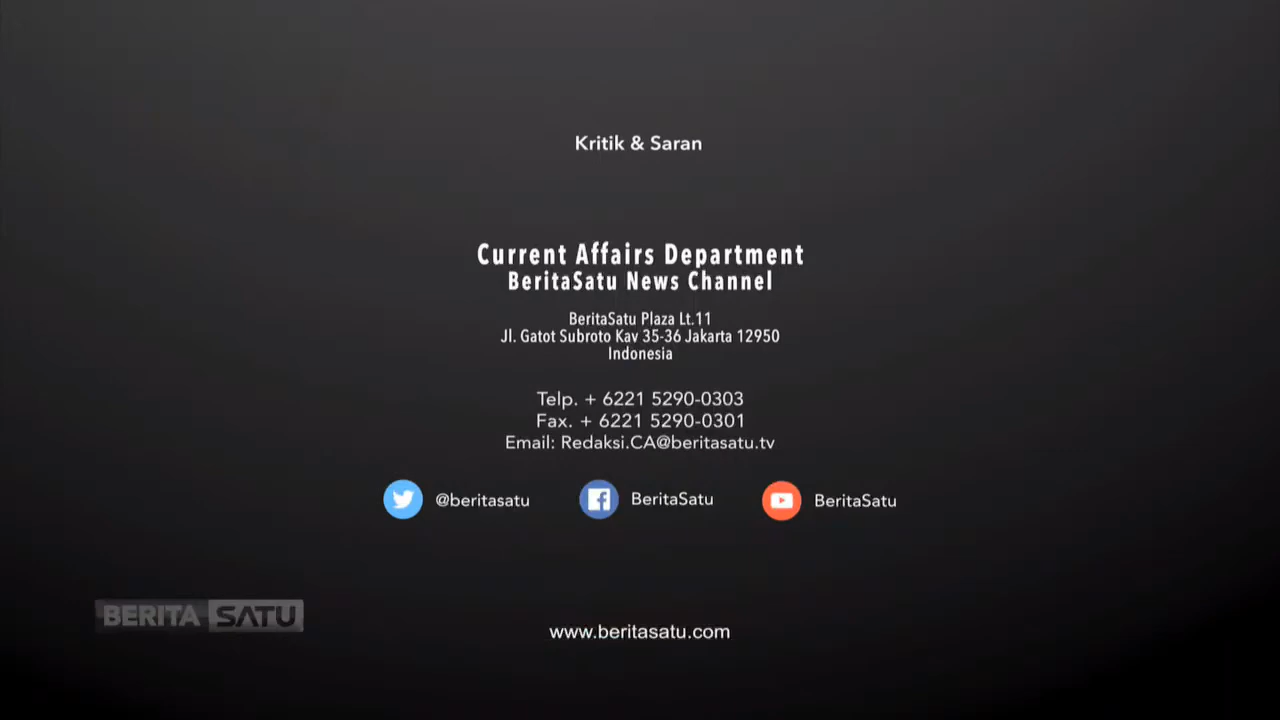 Kritik & Saran
Current Affairs Department
BeritaSatu News Channel
BeritaSatu Plaza Lt.11
Jl. Gatot Subroto Kav 35-36 Jakarta 12950
Indonesia
Telp. + 6221 5290-0303
Fax. + 6221 5290-0301
Email: Redaksi.CA@beritasatu.tv
@beritasatu BeritaSatu BeritaSatu
BERITA SATU
www.beritasatu.com